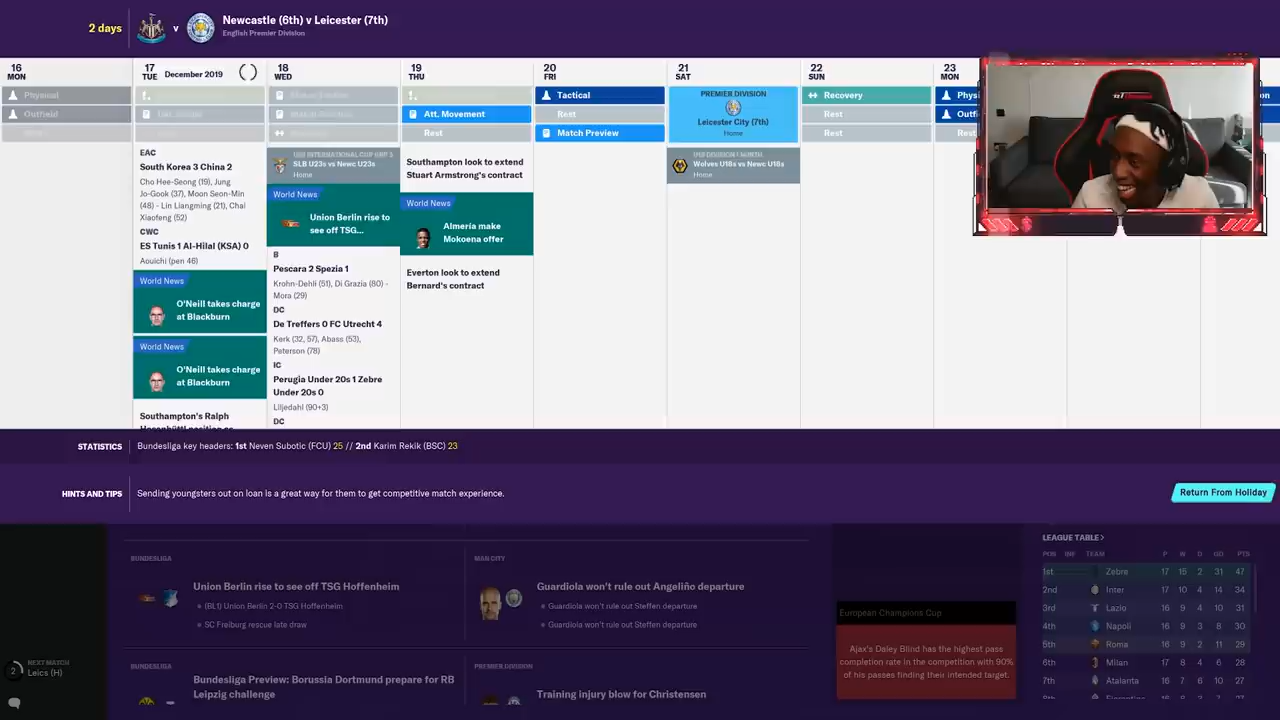 2 days
Newcastle (6th) v Leicester (7th)
v
English Premier Division
16
MON
17
TUE
December 2019
18
WED
19
THU
20
FRI
21
SAT
22
SUN
23
MON
Physical
Outfield
Att. Movement
Rest
Tactical
Rest
Match Preview
PREMIER DIVISION
Leicester City (7th)
Home
Recovery
Rest
Rest
Rest
EAC
South Korea 3 China 2
Cho Hee-Seong (19), Jung
Jo-Gook (37), Moon Seon-Min
(48) - Lin Liangming (21), Chai
Xiaofeng (52)
CWC
ES Tunis 1 Al-Hilal (KSA) 0
Aouichi (pen 46)
World News
O'Neill takes charge
at Blackburn
World News
O'Neill takes charge
at Blackburn
Southampton's Ralph
SLB U23s vs Newc U23s
Home
World News
Union Berlin rise to
see off TSG...
B
Pescara 2 Spezia 1
Krohn-Dehli (51), Di Grazia (80) -
Mora (29)
DC
De Treffers 0 FC Utrecht 4
Kerk (32, 57), Abass (53),
Peterson (78)
IC
Perugia Under 20s 1 Zebre
Under 20s 0
Liljedahl (90+3)
DC
Southampton look to extend
Stuart Armstrong's contract
World News
Almería make
Mokoena offer
Everton look to extend
Bernard's contract
Wolves U18s vs Newc U18s
Home
STATISTICS
Bundesliga key headers: 1st Neven Subotic (FCU) 25 // 2nd Karim Rekik (BSC) 23
HINTS AND TIPS
Sending youngsters out on loan is a great way for them to get competitive match experience.
Return From Holiday
BUNDESLIGA
Union Berlin rise to see off TSG Hoffenheim
(BL1) Union Berlin 2-0 TSG Hoffenheim
SC Freiburg rescue late draw
MAN CITY
Guardiola won't rule out Angeliño departure
Guardiola won't rule out Steffen departure
Guardiola won't rule out Steffen departure
BUNDESLIGA
Bundesliga Preview: Borussia Dortmund prepare for RB
Leipzig challenge
PREMIER DIVISION
Training injury blow for Christensen
European Champions Cup
Ajax's Daley Blind has the highest pass
completion rate in the competition with 90%
of his passes finding their intended target.
LEAGUE TABLE>
POS INF TEAM P W D GD PTS
1st Zebre 17 15 2 31 47
2nd Inter 17 10 4 14 34
3rd Lazio 16 9 4 10 31
4th Napoli 16 9 3 8 30
5th Roma 16 9 2 11 29
6th Milan 17 8 4 6 28
7th Atalanta 16 7 6 10 27
2
NEXT MATCH
Leics (H)